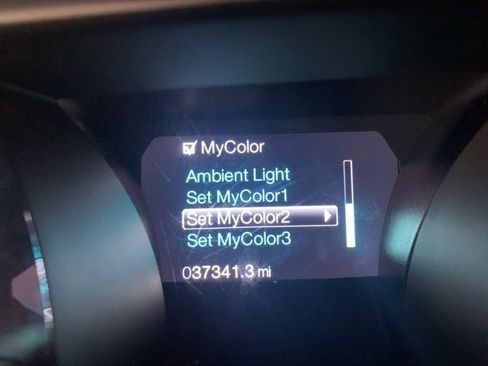 MyColor
Ambient Light
Set MyColor1
Set MyColor2
Set MyColor3
037341.3 mi